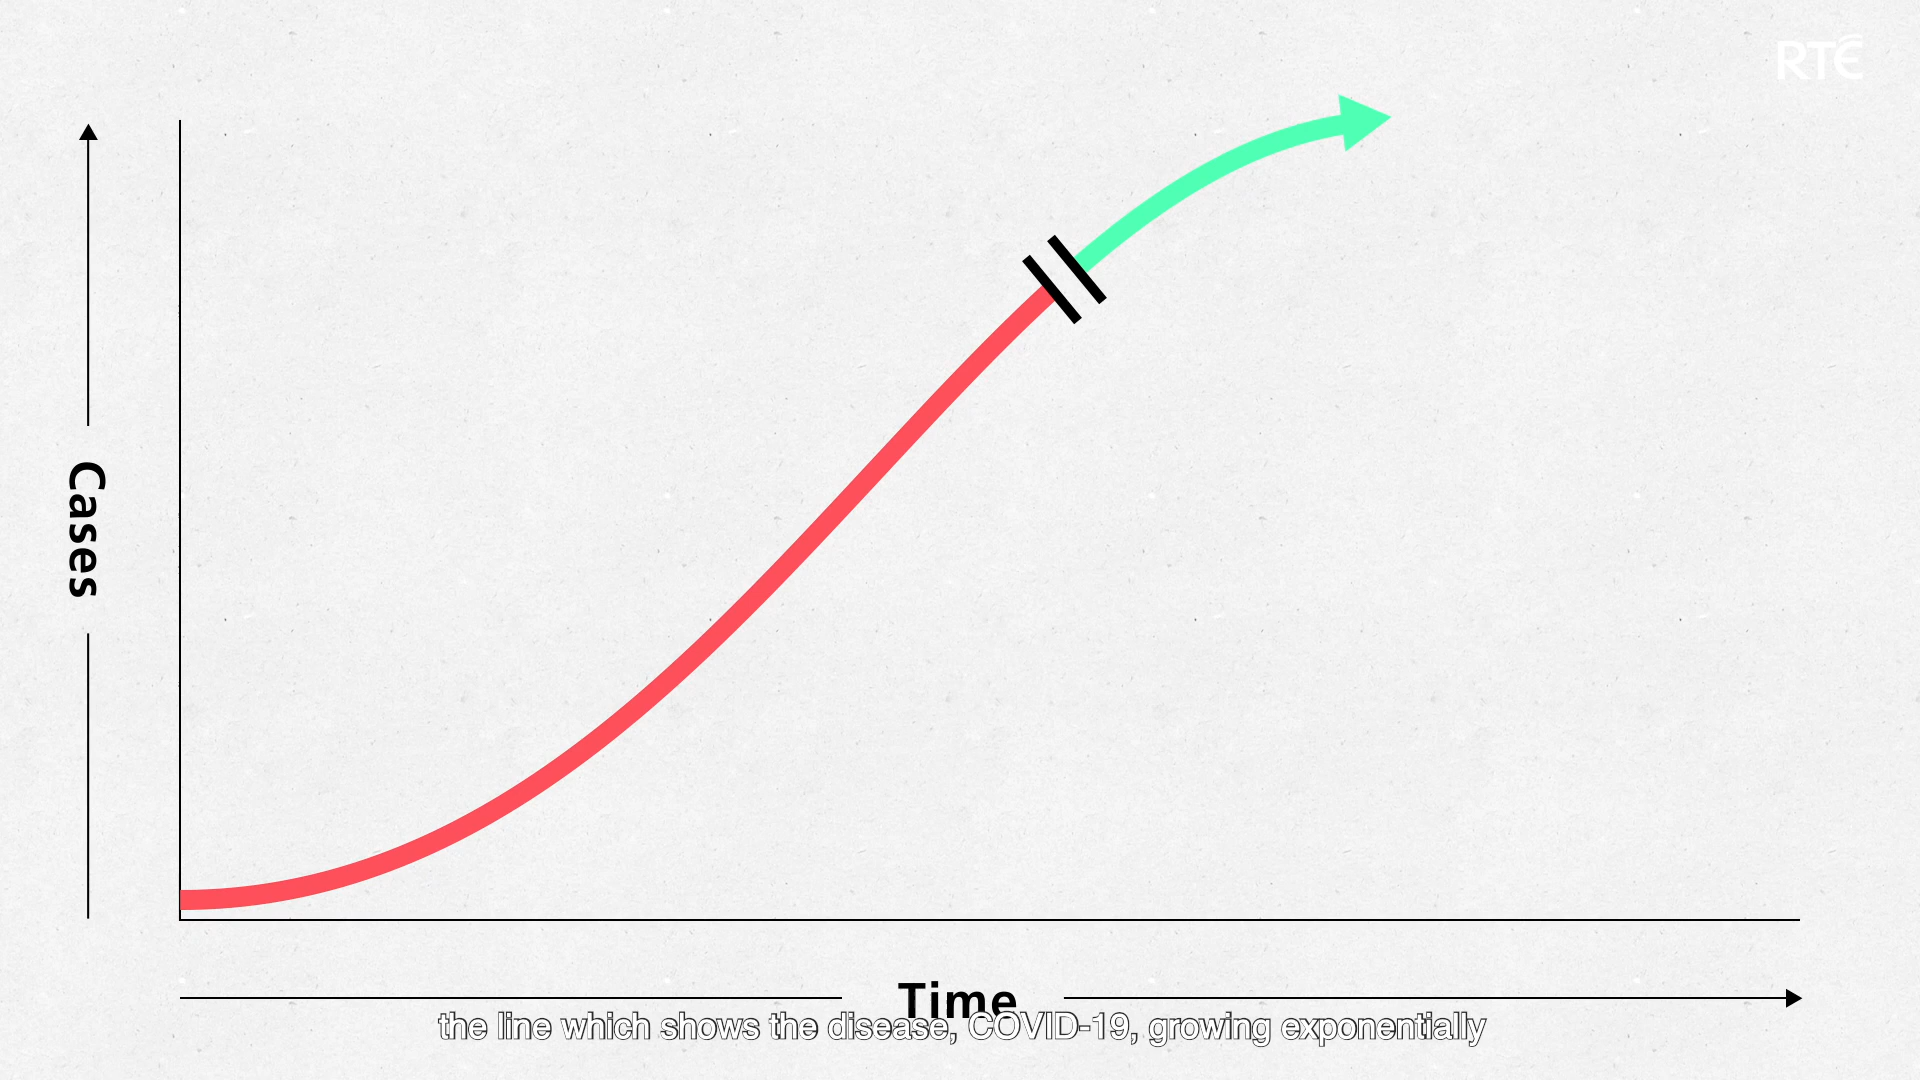 RTÉ
Cases
Time
the line which shows the disease, COVID-19, growing exponentially